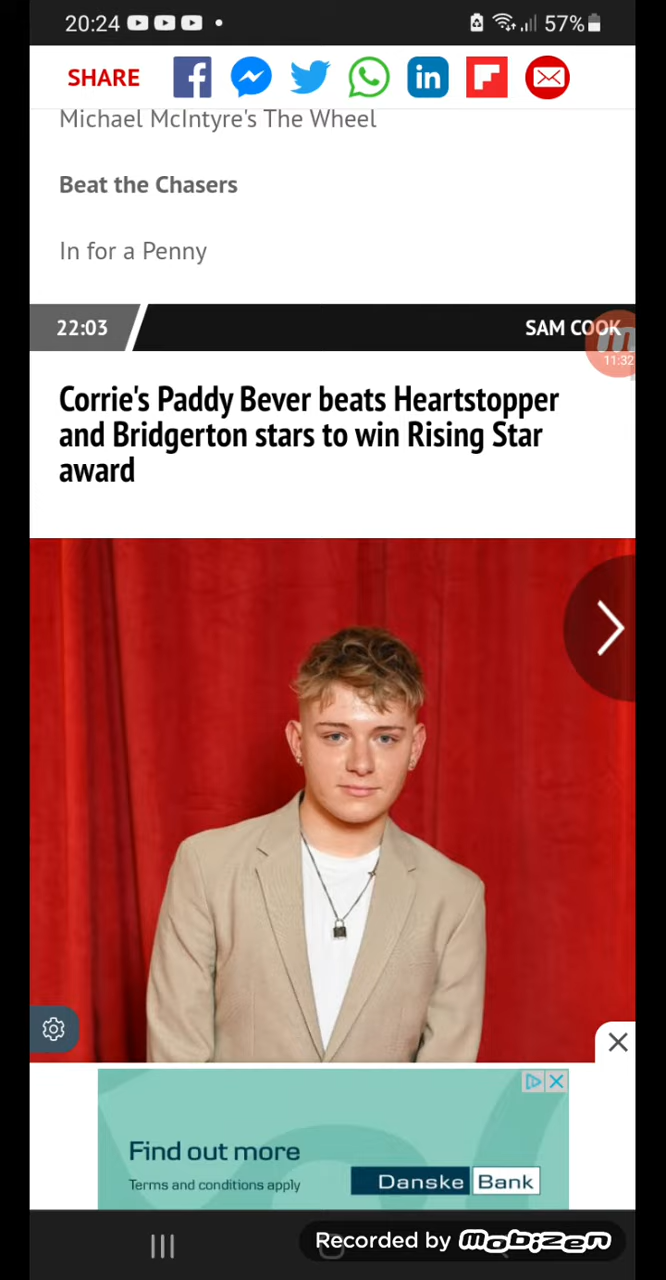 20:24
57%
SHARE
Michael McIntyre's The Wheel
Beat the Chasers
In for a Penny
22:03
SAM COOK
11:32
Corrie's Paddy Bever beats Heartstopper
and Bridgerton stars to win Rising Star
award
Find out more
Terms and conditions apply
Danske Bank
Recorded by mobizen